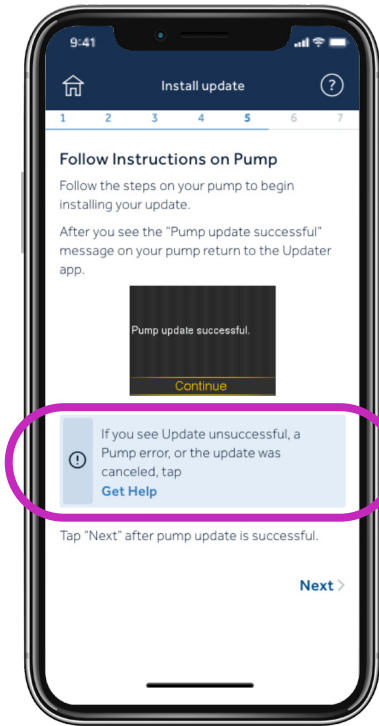 9:41
Install update
?
1 2 3 4 5 6 7
Follow Instructions on Pump
Follow the steps on your pump to begin
installing your update.
After you see the "Pump update successful"
message on your pump return to the Updater
app.
Pump update successful.
Continue
If you see Update unsuccessful, a
Pump error, or the update was
canceled, tap
Get Help
Tap "Next" after pump update is successful.
Next